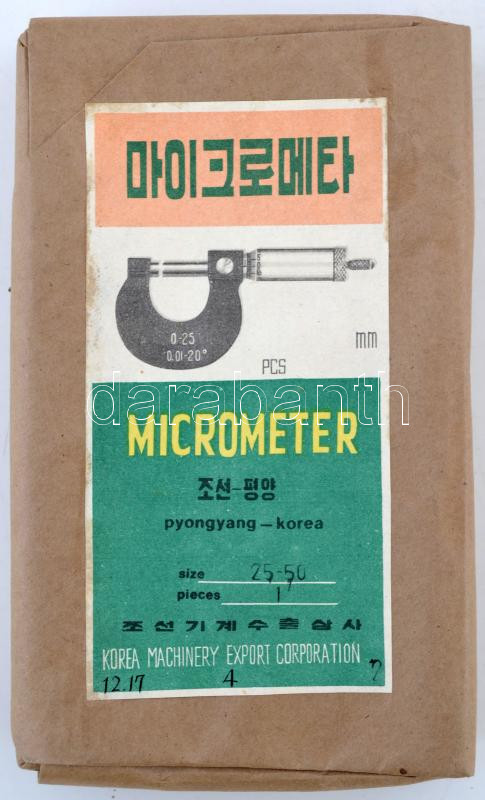 마이크로메타
0-25
0.01-20°
mm
PCS
darabanth
MICROMETER
조선-평양
pyongyang-korea
size 25-50
pieces 1
조선기계수출상사
KOREA MACHINERY EXPORT CORPORATION
12.17 4